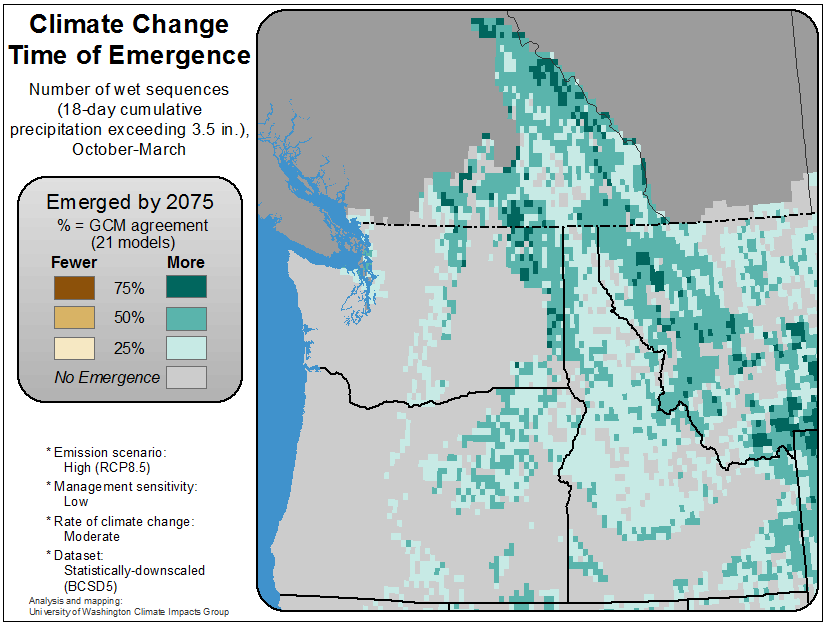 Climate Change
Time of Emergence
Number of wet sequences
(18-day cumulative
precipitation exceeding 3.5 in.),
October-March
Emerged by 2075
% = GCM agreement
(21 models)
Fewer More
75%
50%
25%
No Emergence
* Emission scenario:
High (RCP8.5)
* Management sensitivity:
Low
* Rate of climate change:
Moderate
* Dataset:
Statistically-downscaled
(BCSD5)
Analysis and mapping:
University of Washington Climate Impacts Group